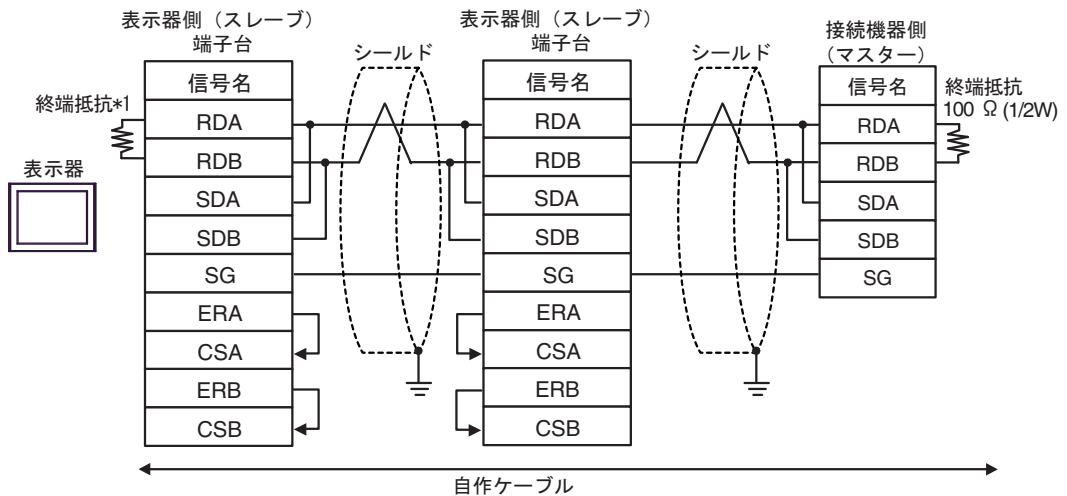 表示器側（スレーブ）
端子台
シールド
表示器側（スレーブ）
端子台
シールド
接続機器側
（マスター）
終端抵抗*1
表示器
信号名
RDA
RDB
SDA
SDB
SG
ERA
CSA
ERB
CSB
信号名
RDA
RDB
SDA
SDB
SG
ERA
CSA
ERB
CSB
信号名
RDA
RDB
SDA
SDB
SG
終端抵抗
100 Ω (1/2W)
自作ケーブル